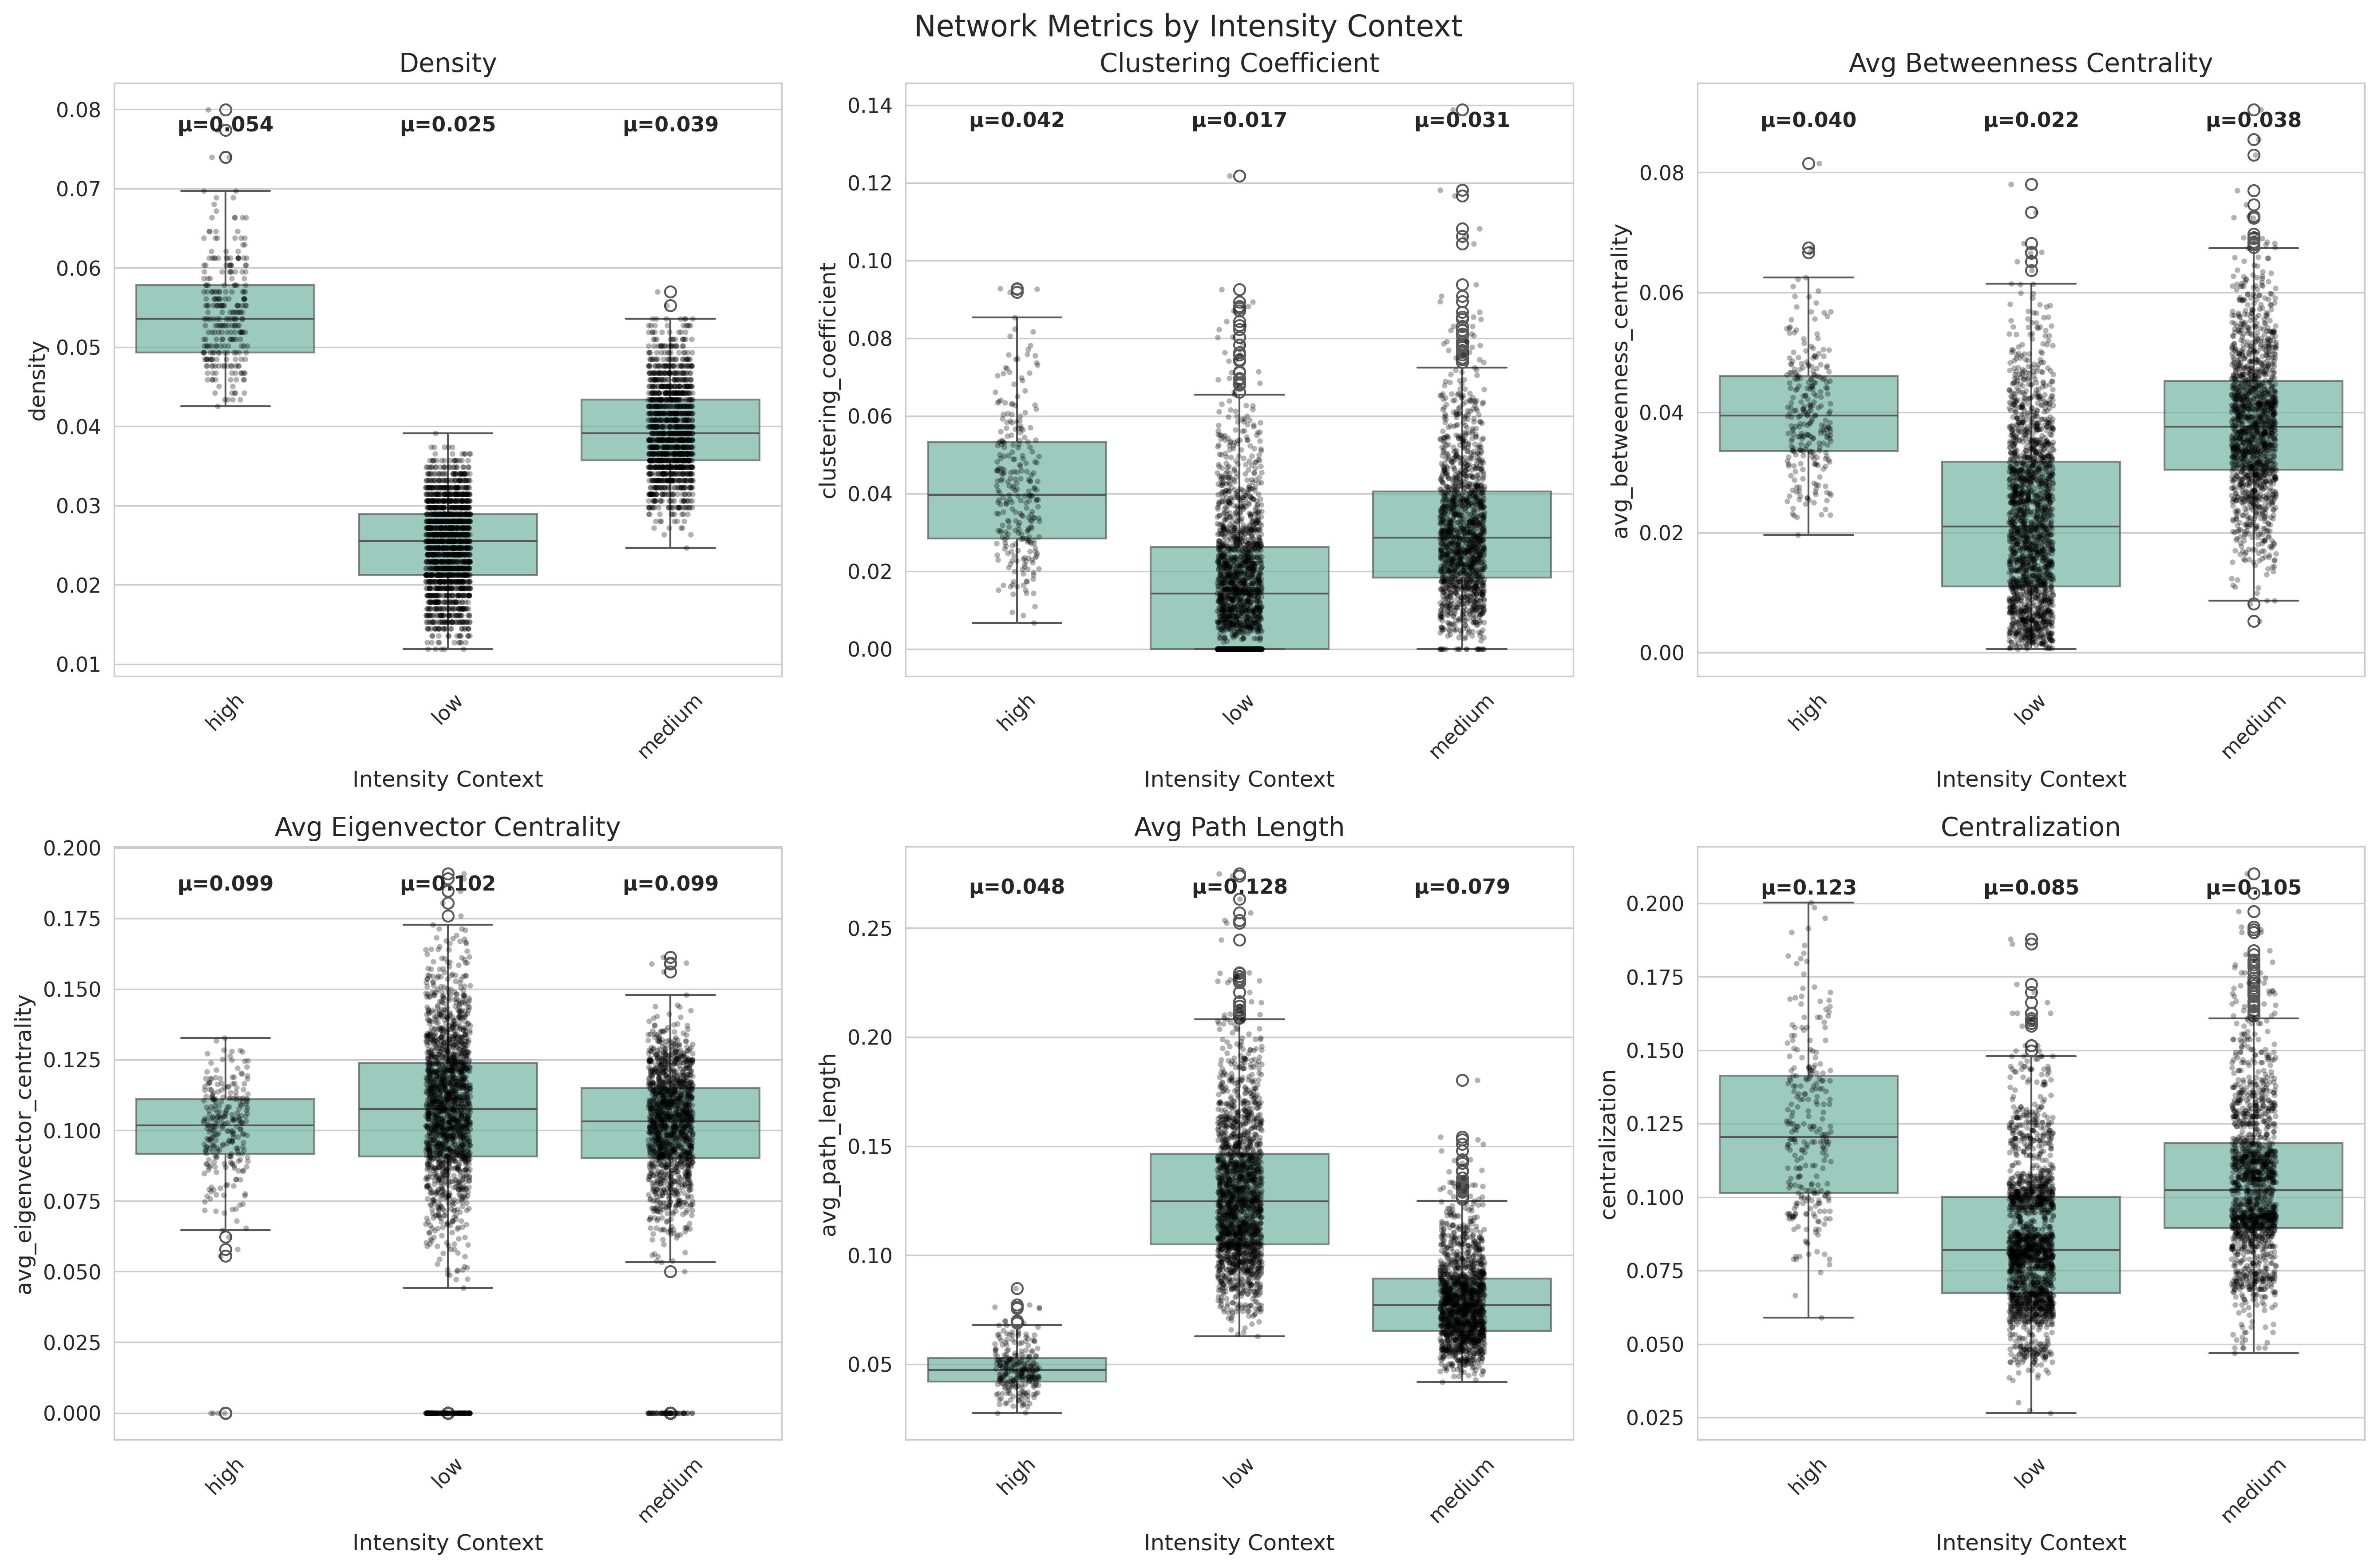 Network Metrics by Intensity Context
Density
Clustering Coefficient
Avg Betweenness Centrality
density
0.08
0.07
0.06
0.05
0.04
0.03
0.02
0.01
μ=0.054
μ=0.025
μ=0.039
high
low
medium
Intensity Context
clustering_coefficient
0.14
0.12
0.10
0.08
0.06
0.04
0.02
0.00
μ=0.042
μ=0.017
μ=0.031
high
low
medium
Intensity Context
avg_betweenness_centrality
0.08
0.06
0.04
0.02
0.00
μ=0.040
μ=0.022
μ=0.038
high
low
medium
Intensity Context
Avg Eigenvector Centrality
Avg Path Length
Centralization
avg_eigenvector_centrality
0.200
0.175
0.150
0.125
0.100
0.075
0.050
0.025
0.000
μ=0.099
μ=0.102
μ=0.099
high
low
medium
Intensity Context
avg_path_length
0.25
0.20
0.15
0.10
0.05
μ=0.048
μ=0.128
μ=0.079
high
low
medium
Intensity Context
centralization
0.200
0.175
0.150
0.125
0.100
0.075
0.050
0.025
μ=0.123
μ=0.085
μ=0.105
high
low
medium
Intensity Context